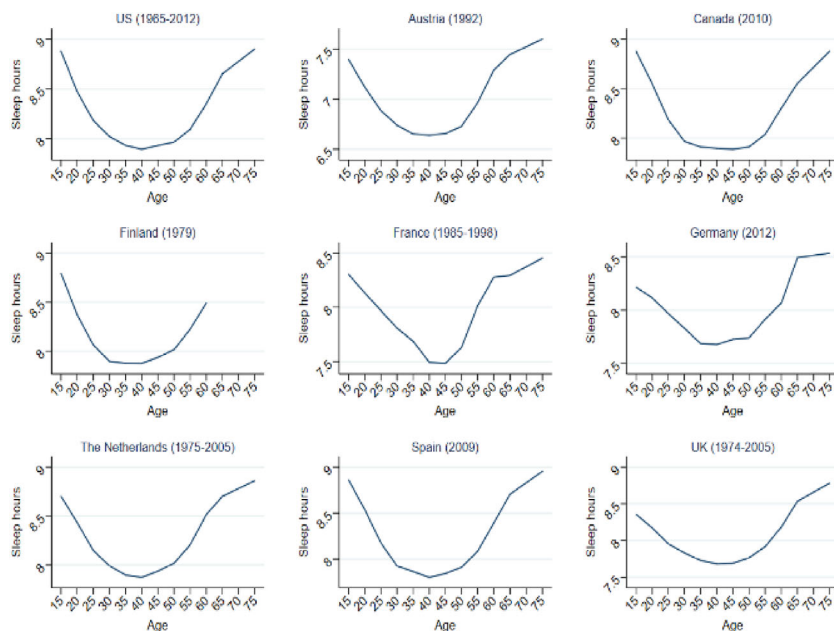 US (1965-2012)
Sleep hours
9
8.5
8
15 20 25 30 35 40 45 50 55 60 65 70 75
Age
Austria (1992)
Sleep hours
7.5
7
6.5
15 20 25 30 35 40 45 50 55 60 65 70 75
Age
Canada (2010)
Sleep hours
9
8.5
8
15 20 25 30 35 40 45 50 55 60 65 70 75
Age
Finland (1979)
Sleep hours
9
8.5
8
15 20 25 30 35 40 45 50 55 60 65 70 75
Age
France (1985-1998)
Sleep hours
8.5
8
7.5
15 20 25 30 35 40 45 50 55 60 65 70 75
Age
Germany (2012)
Sleep hours
8.5
8
7.5
15 20 25 30 35 40 45 50 55 60 65 70 75
Age
The Netherlands (1975-2005)
Sleep hours
9
8.5
8
15 20 25 30 35 40 45 50 55 60 65 70 75
Age
Spain (2009)
Sleep hours
9
8.5
8
15 20 25 30 35 40 45 50 55 60 65 70 75
Age
UK (1974-2005)
Sleep hours
9
8.5
8
7.5
15 20 25 30 35 40 45 50 55 60 65 70 75
Age